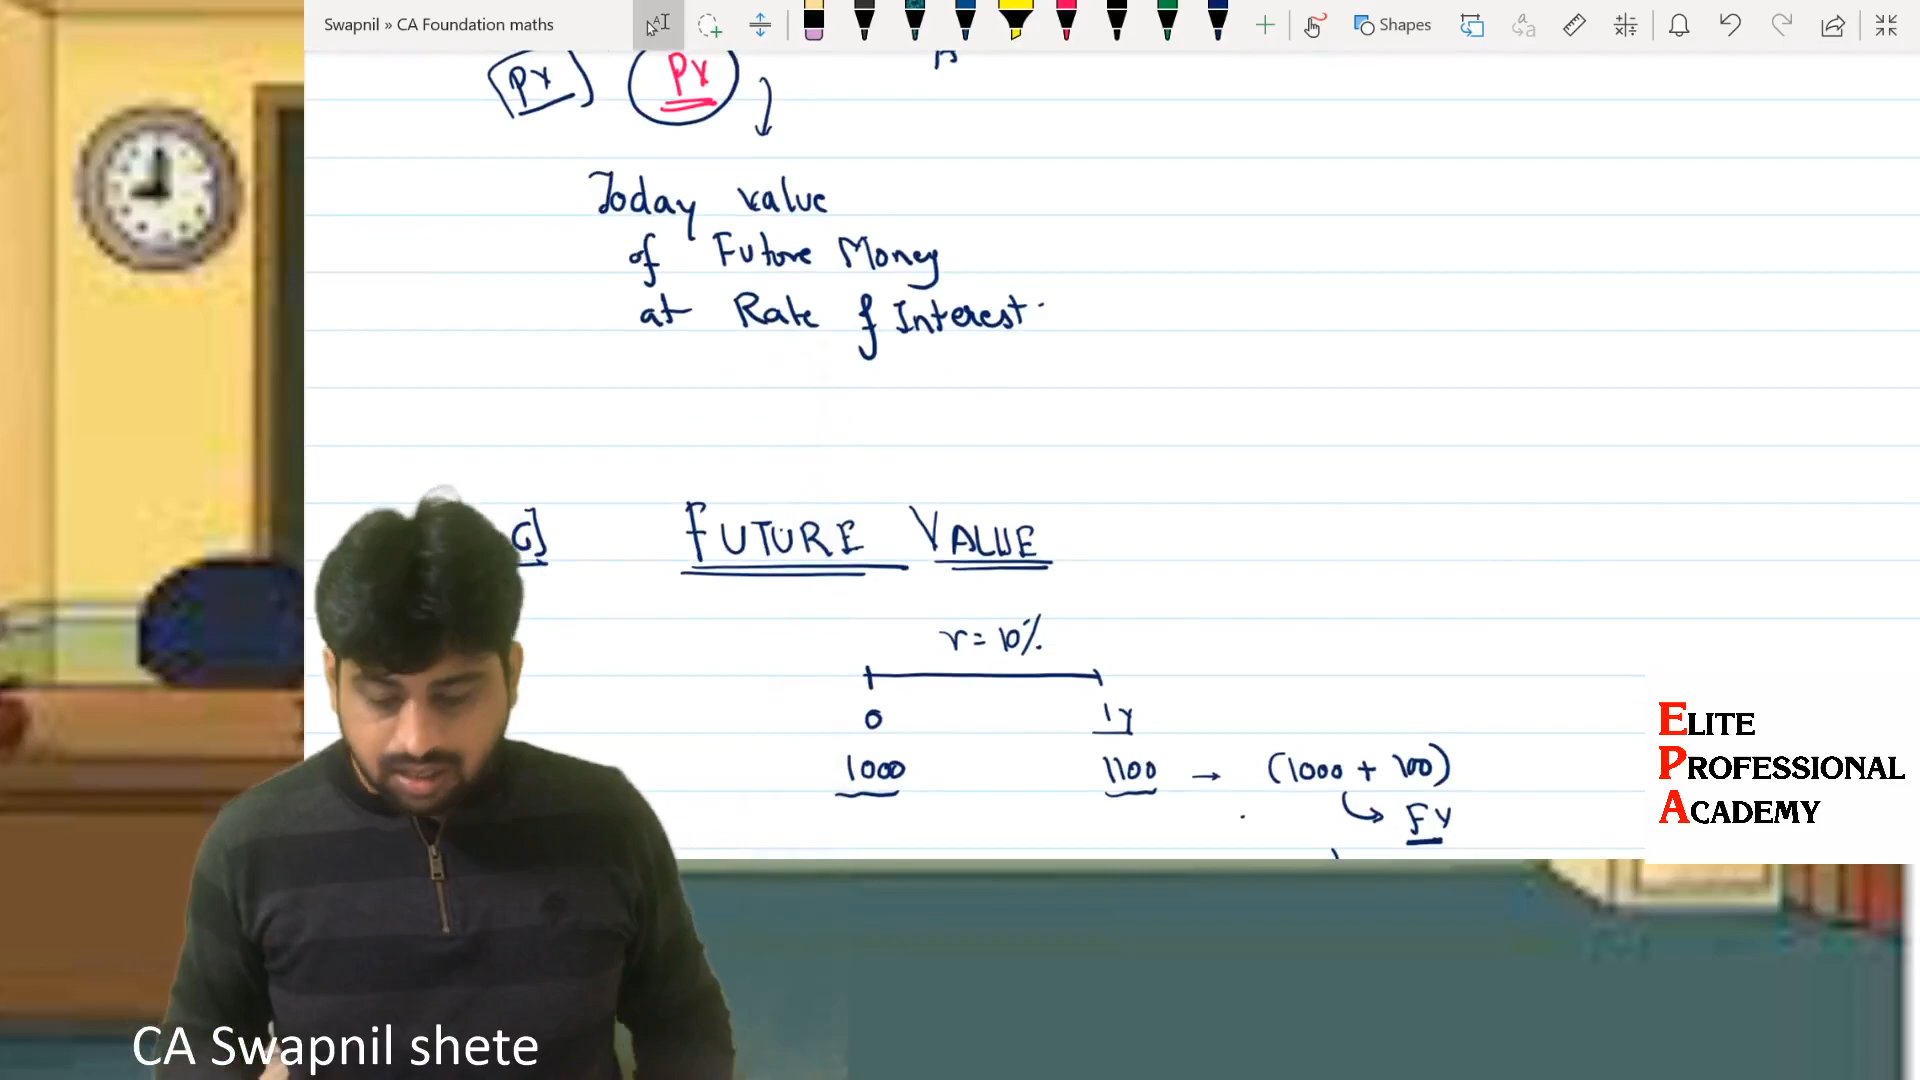 Swapnil » CA Foundation maths
Shapes
PV PV
Today value
of Future Money
at Rate of Interest.
G] FUTURE VALUE
r = 10%
0 1y
1000 1100 → (1000 + 100)
FV
ELITE
PROFESSIONAL
ACADEMY
CA Swapnil shete